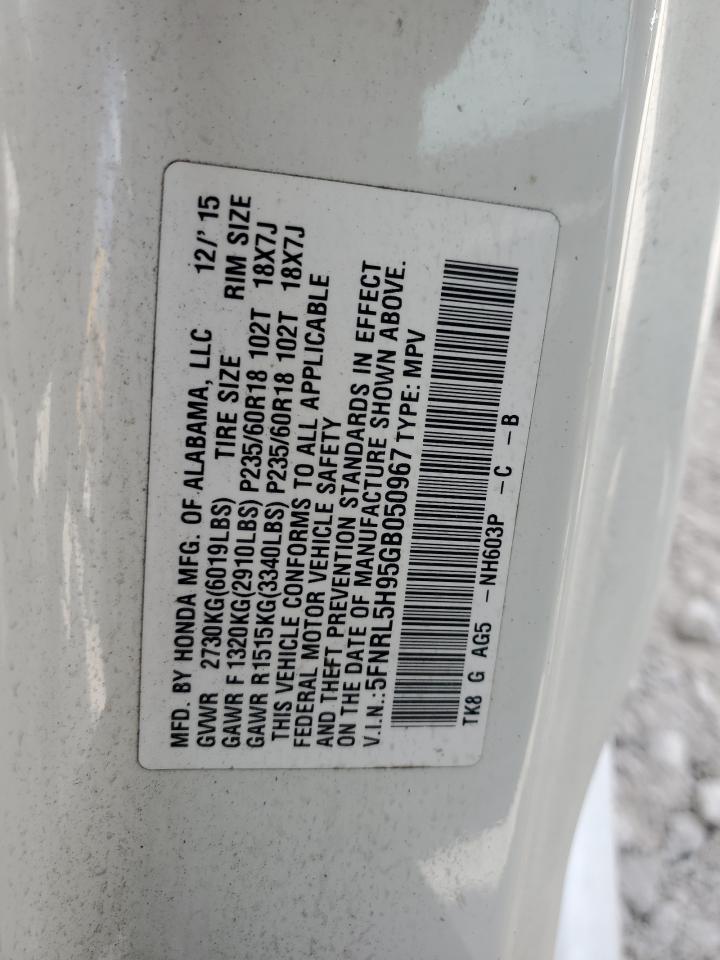 MFD. BY HONDA MFG. OF ALABAMA, LLC 12/'15
GVWR 2730KG(6019LBS) TIRE SIZE RIM SIZE
GAWR F 1320KG(2910LBS) P235/60R18 102T 18X7J
GAWR R1515KG(3340LBS) P235/60R18 102T 18X7J
THIS VEHICLE CONFORMS TO ALL APPLICABLE
FEDERAL MOTOR VEHICLE SAFETY
AND THEFT PREVENTION STANDARDS IN EFFECT
ON THE DATE OF MANUFACTURE SHOWN ABOVE.
V.I.N.:5FNRL5H95GB050967 TYPE: MPV
TK8 G AG5 -NH603P -C -B